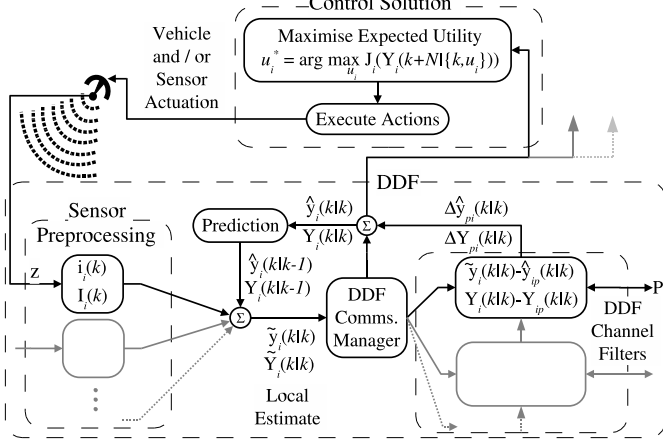 Control Solution
Maximise Expected Utility
u_i^* = arg max J_i(Y_i(k+N|{k,u_i}))
u_i
Execute Actions
Vehicle
and / or
Sensor
Actuation
DDF
Sensor
Preprocessing
z
i_i(k)
I_i(k)
Prediction
ŷ_i(k|k)
Y_i(k|k)
ŷ_i(k|k-1)
Y_i(k|k-1)
Σ
Σ
ỹ_i(k|k)
Ỹ_i(k|k)
Local
Estimate
DDF
Comms.
Manager
Δŷ_pi(k|k)
ΔY_pi(k|k)
ỹ_i(k|k)-ŷ_ip(k|k)
Y_i(k|k)-Y_ip(k|k)
P
DDF
Channel
Filters